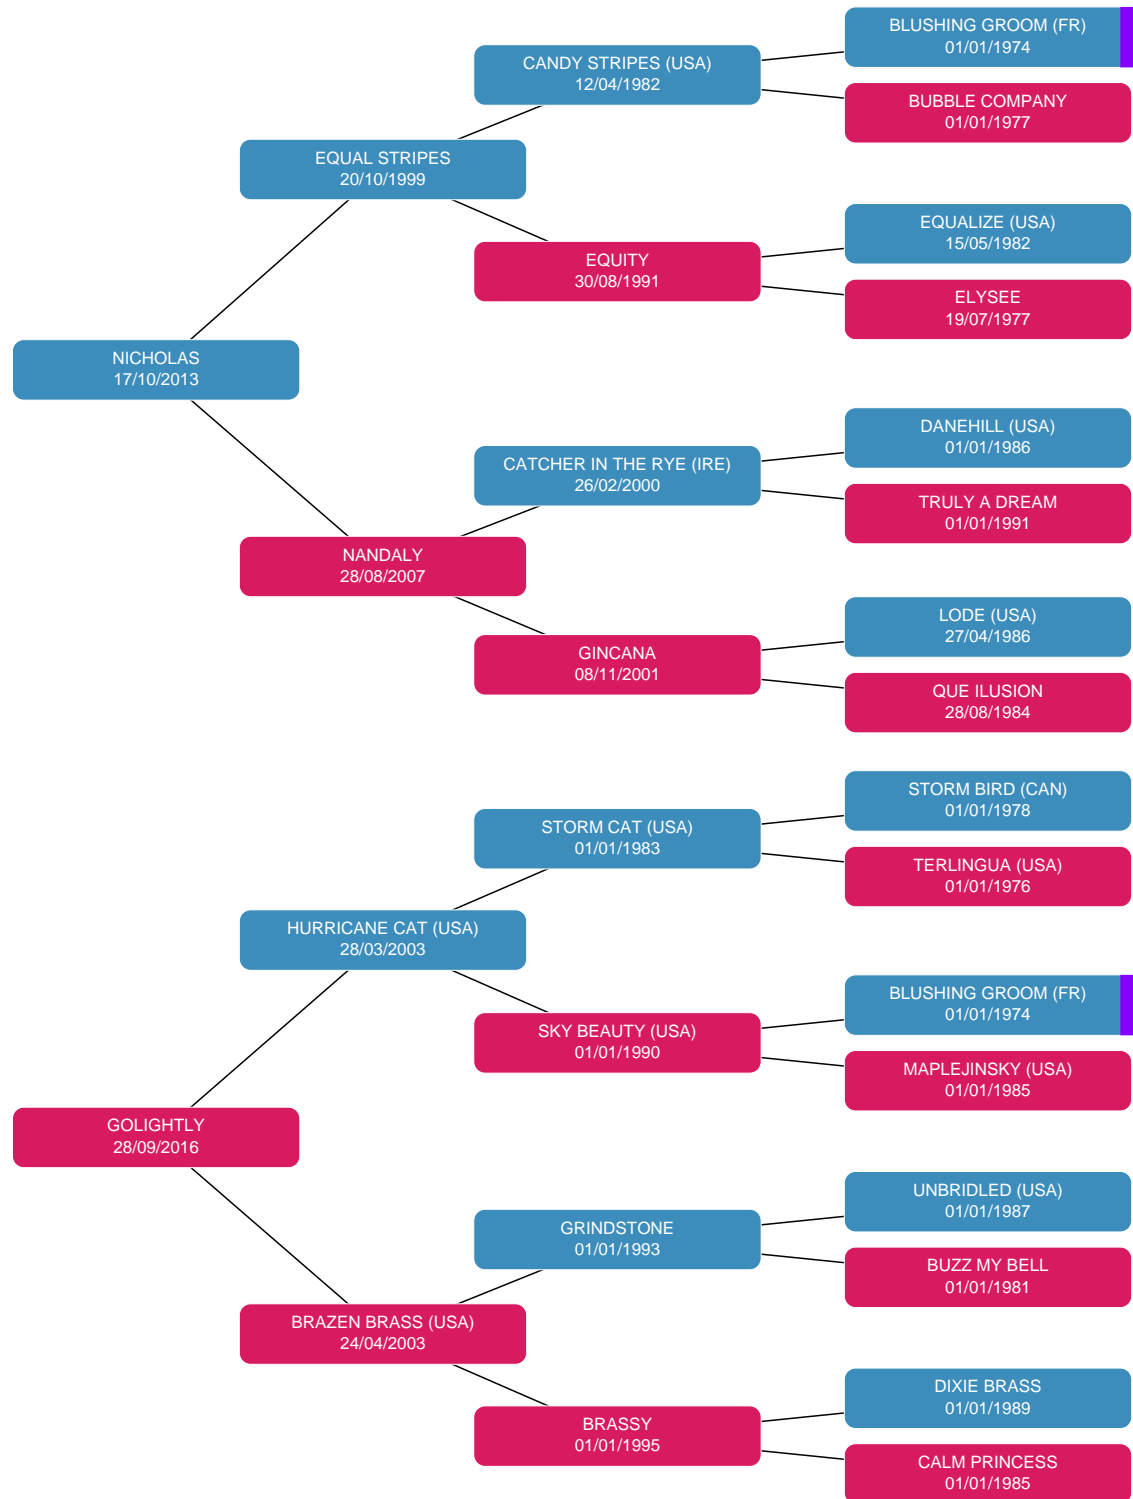 BLUSHING GROOM (FR)
01/01/1974
CANDY STRIPES (USA)
12/04/1982
BUBBLE COMPANY
01/01/1977
EQUAL STRIPES
20/10/1999
EQUALIZE (USA)
15/05/1982
EQUITY
30/08/1991
ELYSEE
19/07/1977
NICHOLAS
17/10/2013
DANEHILL (USA)
01/01/1986
CATCHER IN THE RYE (IRE)
26/02/2000
TRULY A DREAM
01/01/1991
NANDALY
28/08/2007
LODE (USA)
27/04/1986
GINCANA
08/11/2001
QUE ILUSION
28/08/1984
STORM BIRD (CAN)
01/01/1978
STORM CAT (USA)
01/01/1983
TERLINGUA (USA)
01/01/1976
HURRICANE CAT (USA)
28/03/2003
BLUSHING GROOM (FR)
01/01/1974
SKY BEAUTY (USA)
01/01/1990
MAPLEJINSKY (USA)
01/01/1985
GOLIGHTLY
28/09/2016
UNBRIDLED (USA)
01/01/1987
GRINDSTONE
01/01/1993
BUZZ MY BELL
01/01/1981
BRAZEN BRASS (USA)
24/04/2003
DIXIE BRASS
01/01/1989
BRASSY
01/01/1995
CALM PRINCESS
01/01/1985